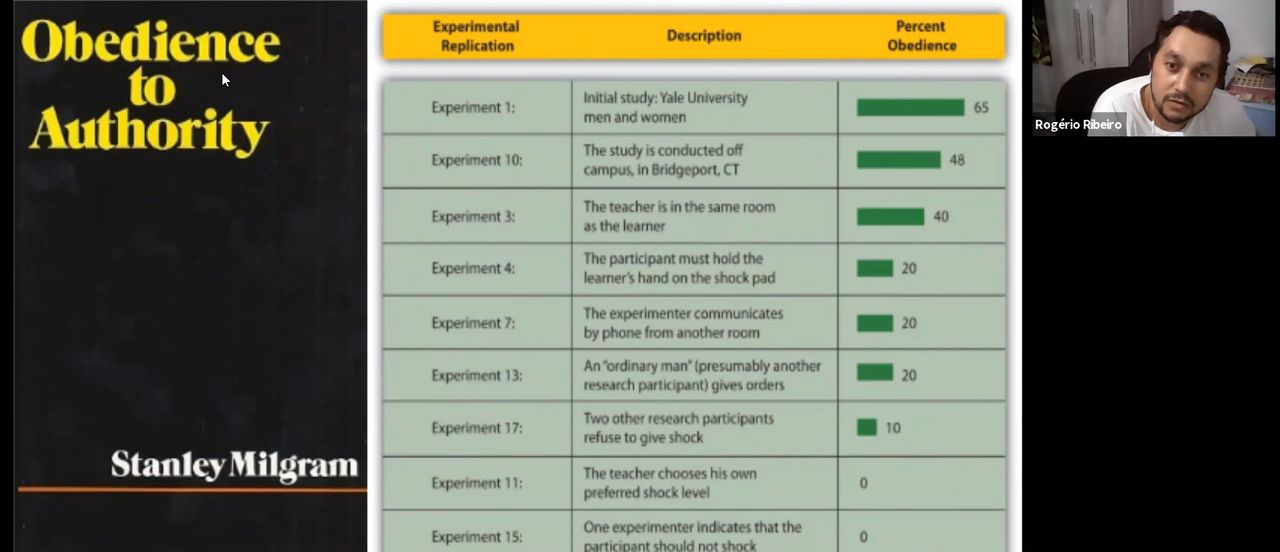 Obedience
to
Authority
Stanley Milgram
Experimental
Replication
Description
Percent
Obedience
Experiment 1:
Initial study: Yale University
men and women
65
Experiment 10:
The study is conducted off
campus, in Bridgeport, CT
48
Experiment 3:
The teacher is in the same room
as the learner
40
Experiment 4:
The participant must hold the
learner's hand on the shock pad
20
Experiment 7:
The experimenter communicates
by phone from another room
20
Experiment 13:
An "ordinary man" (presumably another
research participant) gives orders
20
Experiment 17:
Two other research participants
refuse to give shock
10
Experiment 11:
The teacher chooses his own
preferred shock level
0
Experiment 15:
One experimenter indicates that the
participant should not shock
0
Rogério Ribeiro